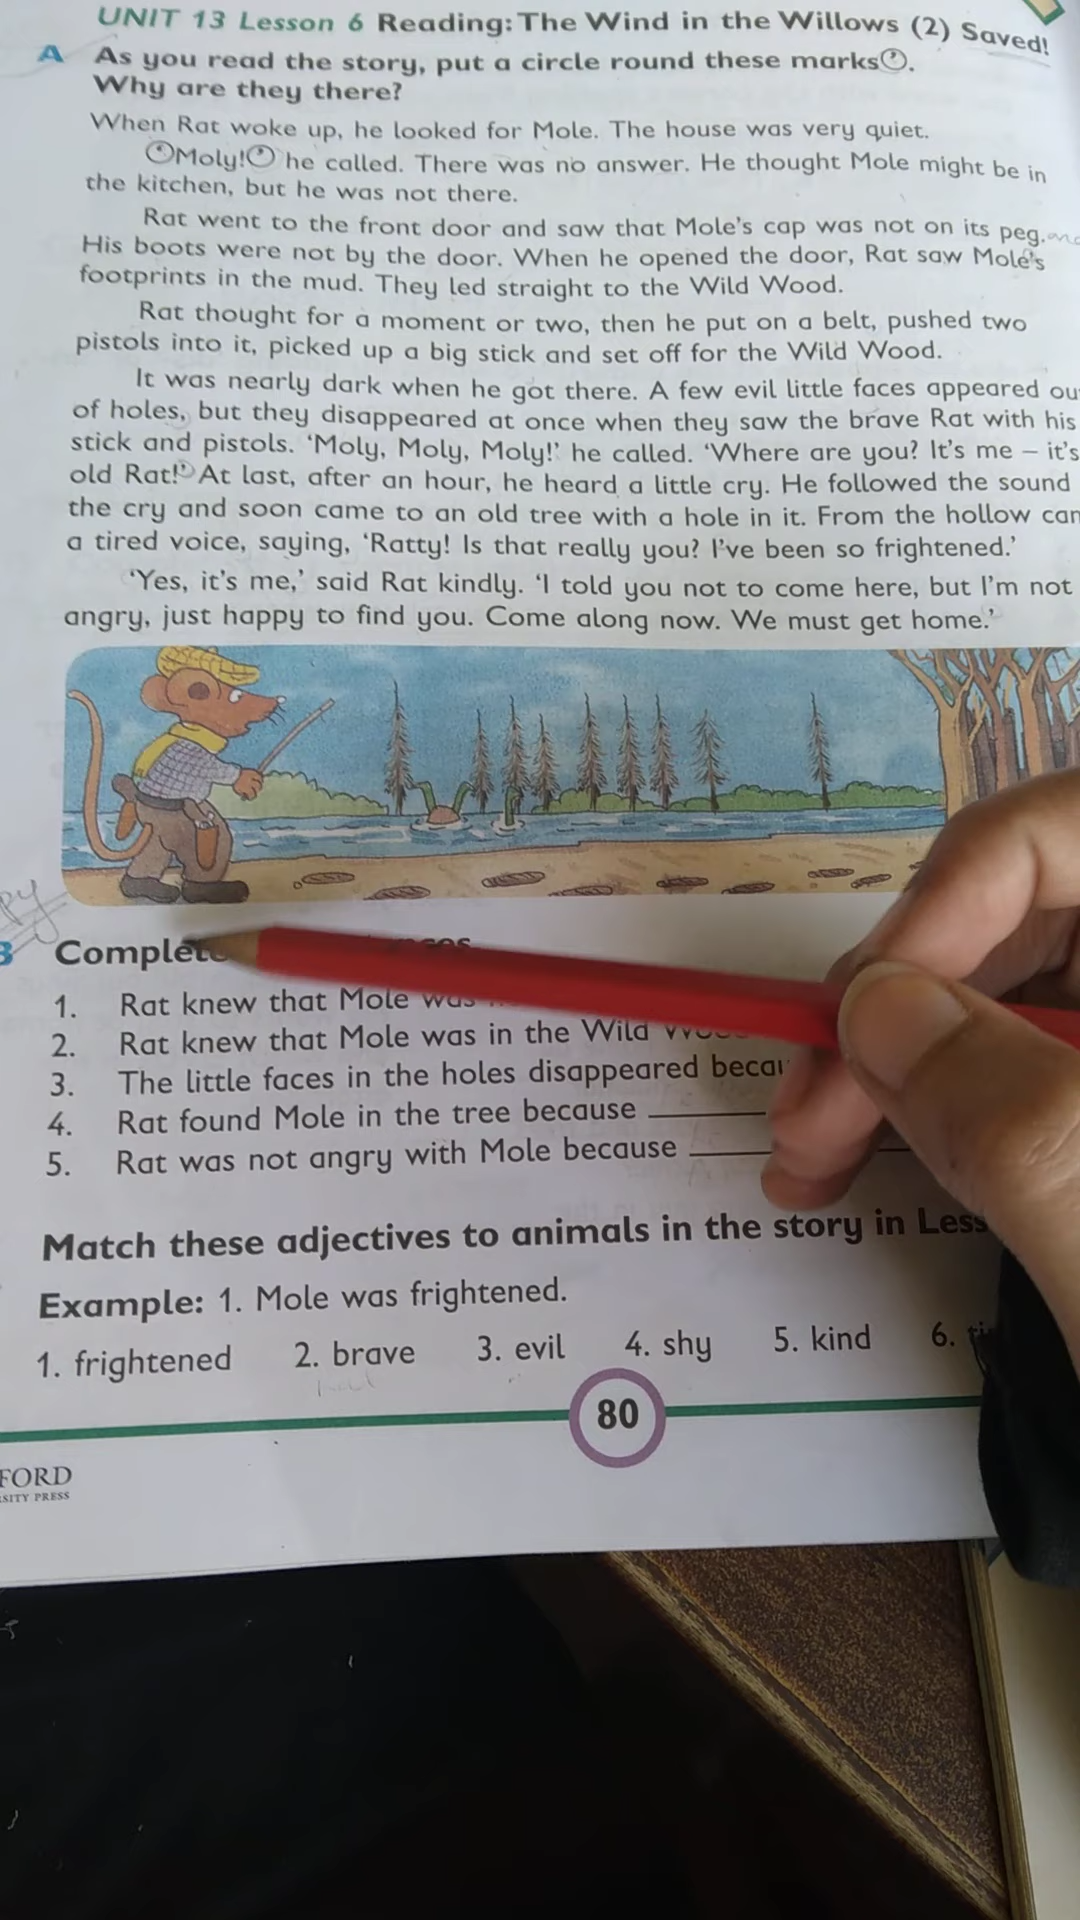 UNIT 13 Lesson 6 Reading: The Wind in the Willows (2) Saved!
A As you read the story, put a circle round these marks ’.
Why are they there?
When Rat woke up, he looked for Mole. The house was very quiet.
‘Moly!’ he called. There was no answer. He thought Mole might be in
the kitchen, but he was not there.
Rat went to the front door and saw that Mole’s cap was not on its peg.
His boots were not by the door. When he opened the door, Rat saw Mole’s
footprints in the mud. They led straight to the Wild Wood.
Rat thought for a moment or two, then he put on a belt, pushed two
pistols into it, picked up a big stick and set off for the Wild Wood.
It was nearly dark when he got there. A few evil little faces appeared ou
of holes, but they disappeared at once when they saw the brave Rat with his
stick and pistols. ‘Moly, Moly, Moly!’ he called. ‘Where are you? It’s me – it’s
old Rat!’ At last, after an hour, he heard a little cry. He followed the sound
the cry and soon came to an old tree with a hole in it. From the hollow cam
a tired voice, saying, ‘Ratty! Is that really you? I’ve been so frightened.’
‘Yes, it’s me,’ said Rat kindly. ‘I told you not to come here, but I’m not
angry, just happy to find you. Come along now. We must get home.’
Complete
1. Rat knew that Mole was
2. Rat knew that Mole was in the Wild
3. The little faces in the holes disappeared
4. Rat found Mole in the tree because
5. Rat was not angry with Mole because
Match these adjectives to animals in the story in Less
Example: 1. Mole was frightened.
1. frightened 2. brave 3. evil 4. shy 5. kind 6.
80
FORD
SITY PRESS